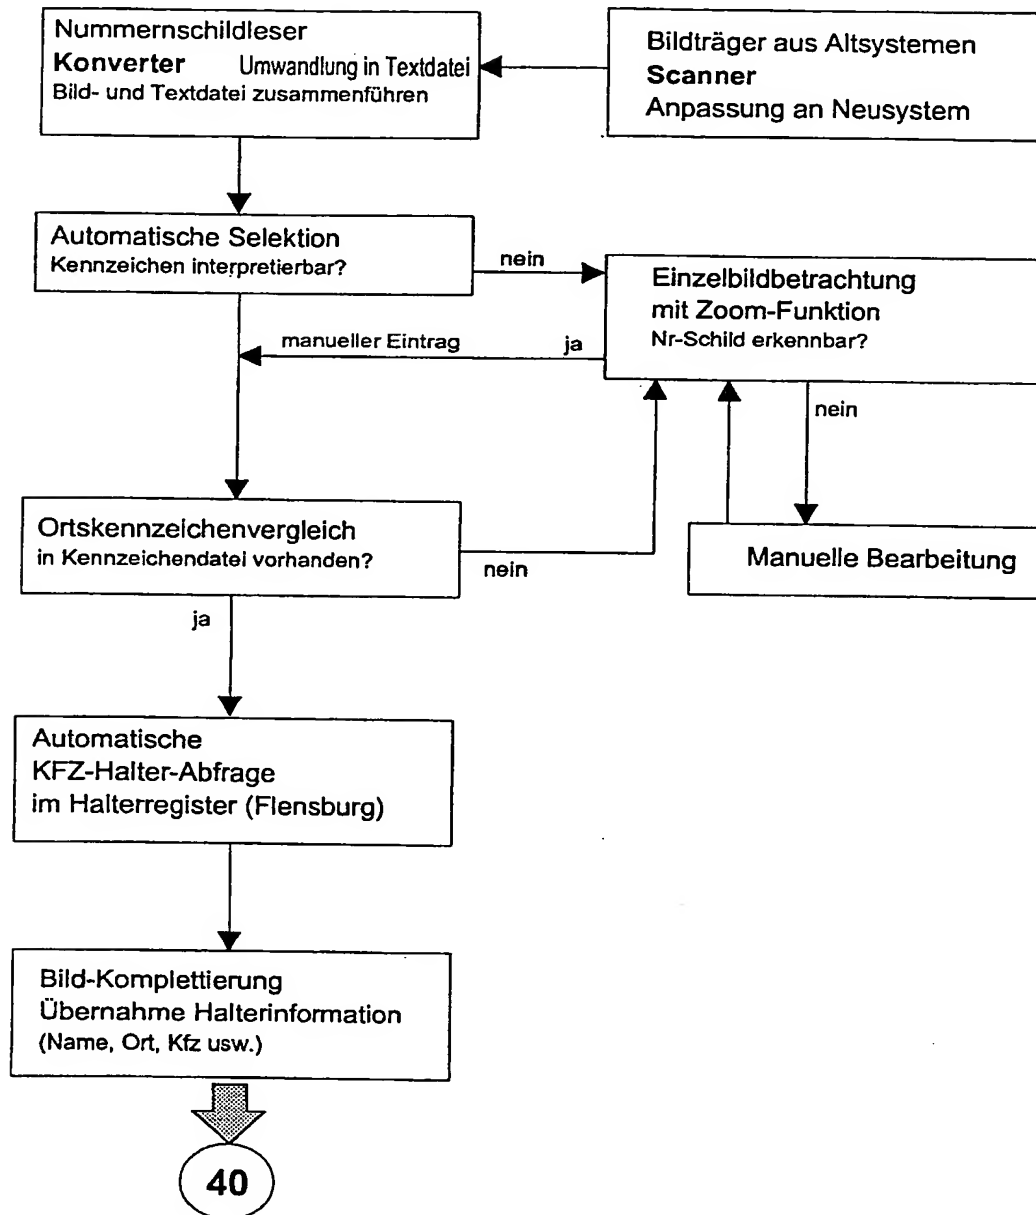 Nummernschildleser
Konverter Umwandlung in Textdatei
Bild- und Textdatei zusammenführen
Bildträger aus Altsystemen
Scanner
Anpassung an Neusystem
Automatische Selektion
Kennzeichen interpretierbar?
nein
Einzelbildbetrachtung
mit Zoom-Funktion
Nr-Schild erkennbar?
manueller Eintrag
ja
nein
Ortskennzeichenvergleich
in Kennzeichendatei vorhanden?
nein
Manuelle Bearbeitung
ja
Automatische
KFZ-Halter-Abfrage
im Halterregister (Flensburg)
Bild-Komplettierung
Übernahme Halterinformation
(Name, Ort, Kfz usw.)
40